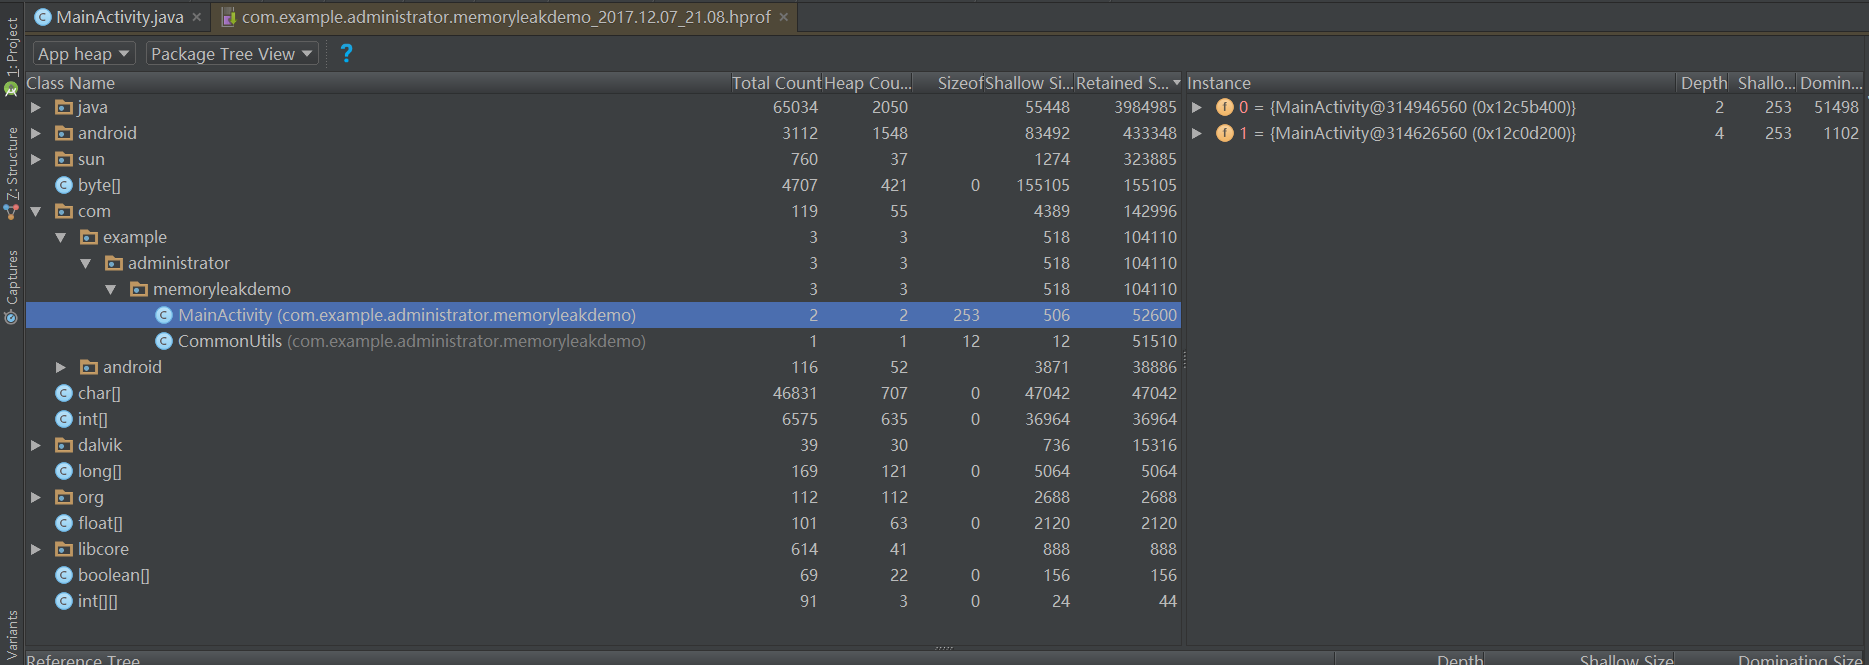 MainActivity.java × com.example.administrator.memoryleakdemo_2017.12.07_21.08.hprof ×
1: Project
Z: Structure
Captures
Variants
App heap Package Tree View ?
Class Name Total Count Heap Cou... Sizeof Shallow Si... Retained S...
java 65034 2050 55448 3984985
android 3112 1548 83492 433348
sun 760 37 1274 323885
byte[] 4707 421 0 155105 155105
com 119 55 4389 142996
example 3 3 518 104110
administrator 3 3 518 104110
memoryleakdemo 3 3 518 104110
MainActivity (com.example.administrator.memoryleakdemo) 2 2 253 506 52600
CommonUtils (com.example.administrator.memoryleakdemo) 1 1 12 12 51510
android 116 52 3871 38886
char[] 46831 707 0 47042 47042
int[] 6575 635 0 36964 36964
dalvik 39 30 736 15316
long[] 169 121 0 5064 5064
org 112 112 2688 2688
float[] 101 63 0 2120 2120
libcore 614 41 888 888
boolean[] 69 22 0 156 156
int[][] 91 3 0 24 44
Instance Depth Shallo... Domin...
0 = {MainActivity@314946560 (0x12c5b400)} 2 253 51498
1 = {MainActivity@314626560 (0x12c0d200)} 4 253 1102
Reference Tree Depth Shallow Size Dominating Size